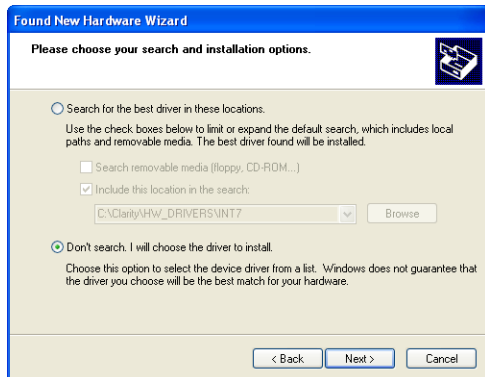 Found New Hardware Wizard
Please choose your search and installation options.
Search for the best driver in these locations.
Use the check boxes below to limit or expand the default search, which includes local
paths and removable media. The best driver found will be installed.
Search removable media (floppy, CD-ROM...)
Include this location in the search:
C:\Clarity\HW_DRIVERS\INT7
Browse
Don't search. I will choose the driver to install.
Choose this option to select the device driver from a list. Windows does not guarantee that
the driver you choose will be the best match for your hardware.
< Back Next > Cancel